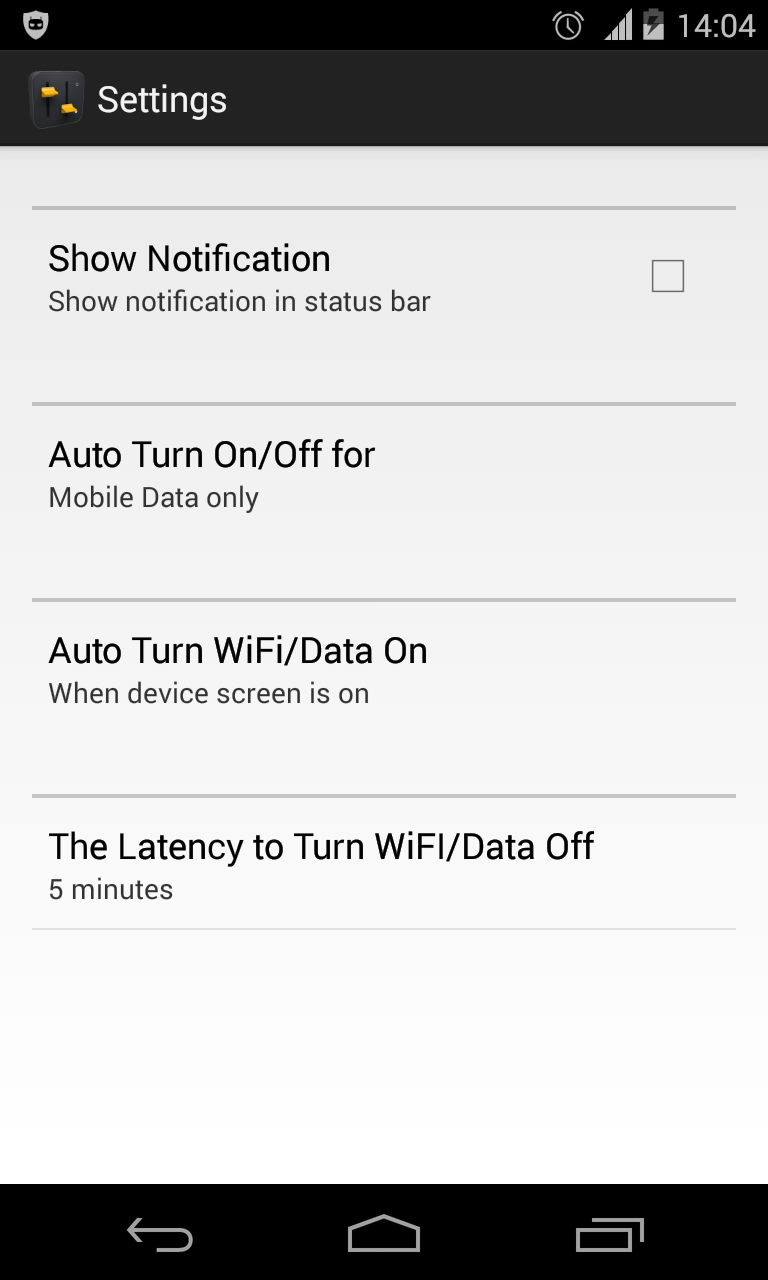 14:04
Settings
Show Notification
Show notification in status bar
Auto Turn On/Off for
Mobile Data only
Auto Turn WiFi/Data On
When device screen is on
The Latency to Turn WiFI/Data Off
5 minutes